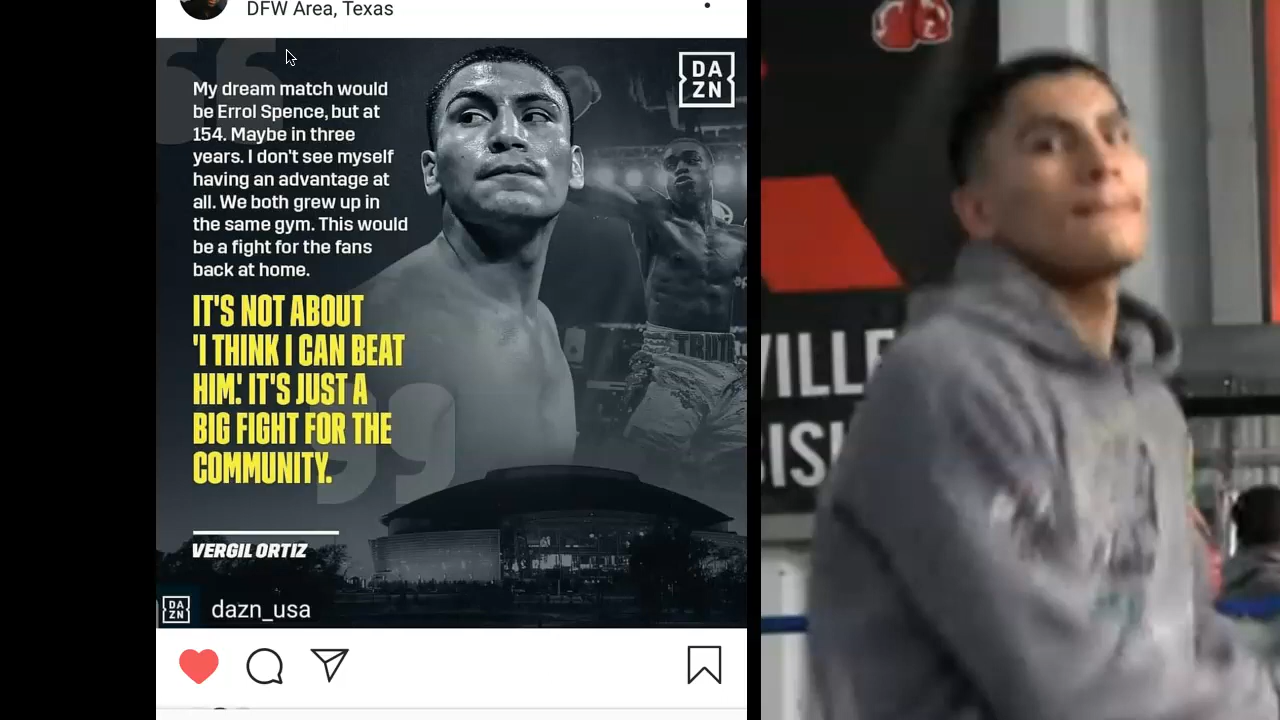 DFW Area, Texas
DA
ZN
My dream match would
be Errol Spence, but at
154. Maybe in three
years. I don't see myself
having an advantage at
all. We both grew up in
the same gym. This would
be a fight for the fans
back at home.
IT'S NOT ABOUT
'I THINK I CAN BEAT
HIM.' IT'S JUST A
BIG FIGHT FOR THE
COMMUNITY.
VERGIL ORTIZ
TRUTH
DA
ZN
dazn_usa
VILLE